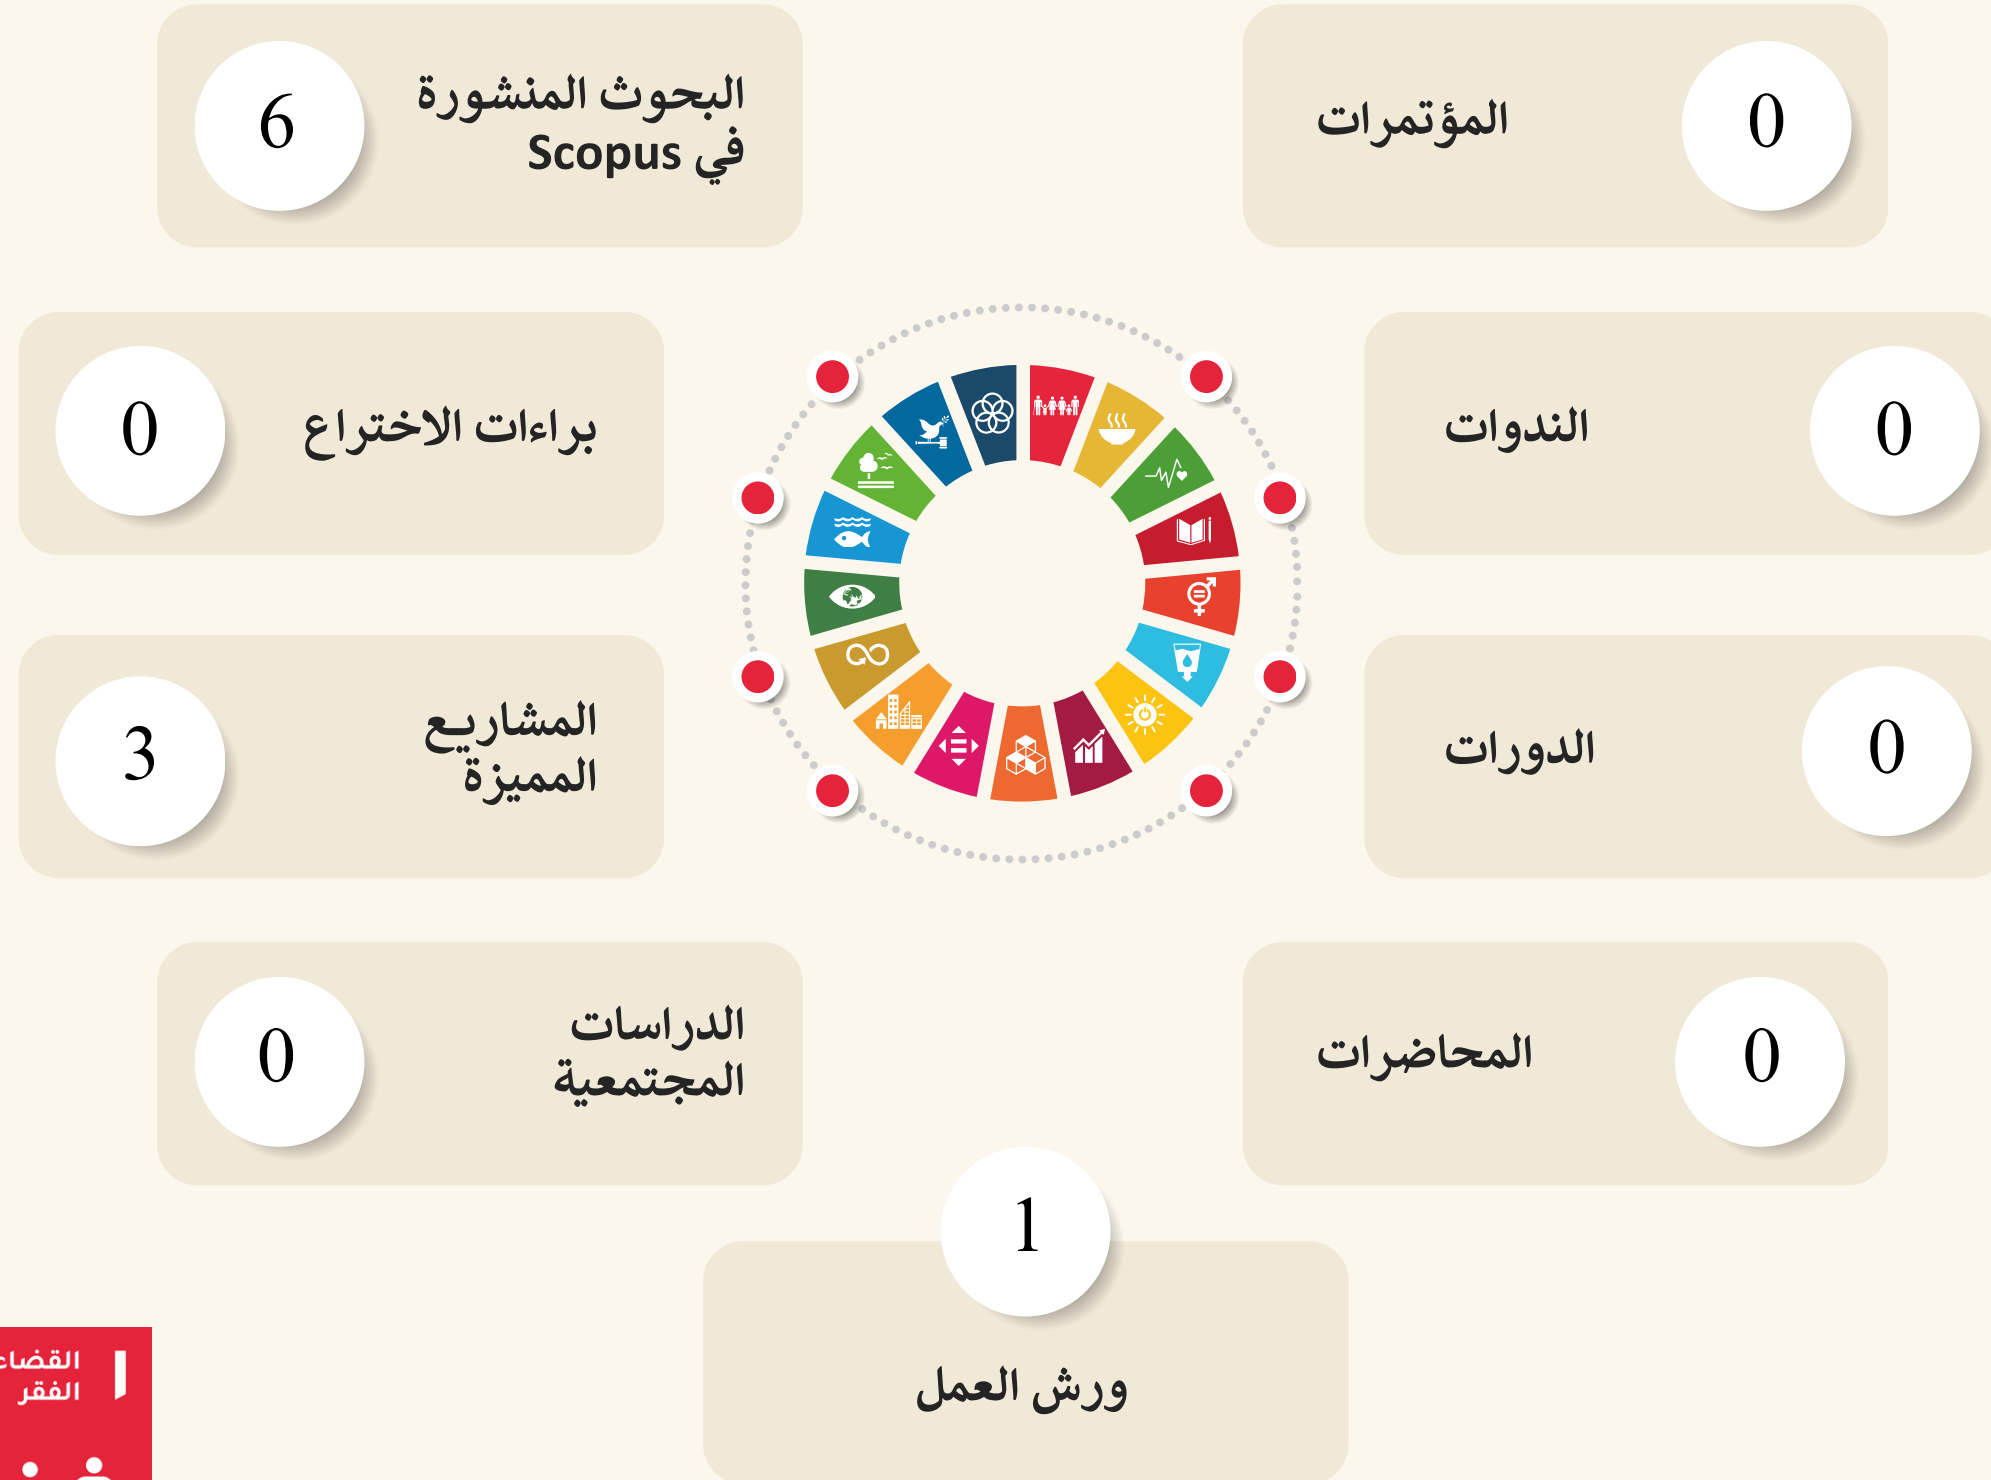 المؤتمرات
0
البحوث المنشورة
في Scopus
6
الندوات
0
براءات الاختراع
0
الدورات
0
المشاريع
المميزة
3
المحاضرات
0
الدراسات
المجتمعية
0
1
ورش العمل
1
القضاء
الفقر